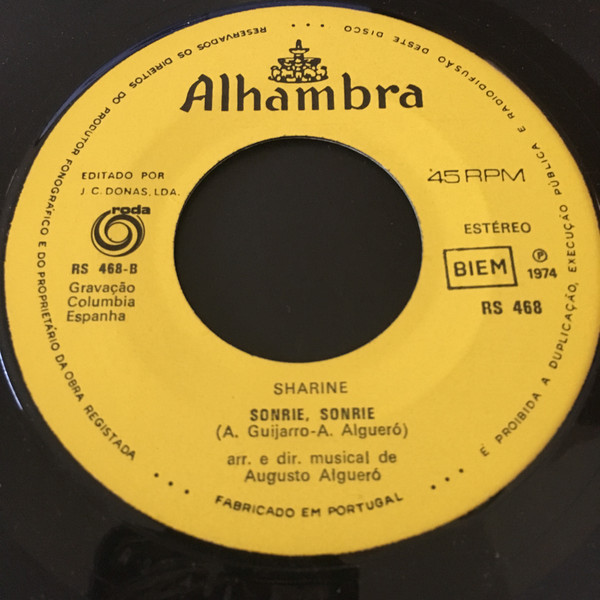 RESERVADOS OS DIREITOS DO PRODUTOR FONOGRÁFICO E DO PROPRIETÁRIO DA OBRA REGISTADA
É PROIBIDA A DUPLICAÇÃO, EXECUÇÃO PÚBLICA E RADIODIFUSÃO DESTE DISCO
Alhambra
EDITADO POR
J. C. DONAS, LDA.
45 RPM
roda
ESTÉREO
RS 468-B
BIEM
Ⓟ
1974
Gravação
Columbia
Espanha
RS 468
SHARINE
SONRIE, SONRIE
(A. Guijarro-A. Algueró)
arr. e dir. musical de
Augusto Algueró
FABRICADO EM PORTUGAL